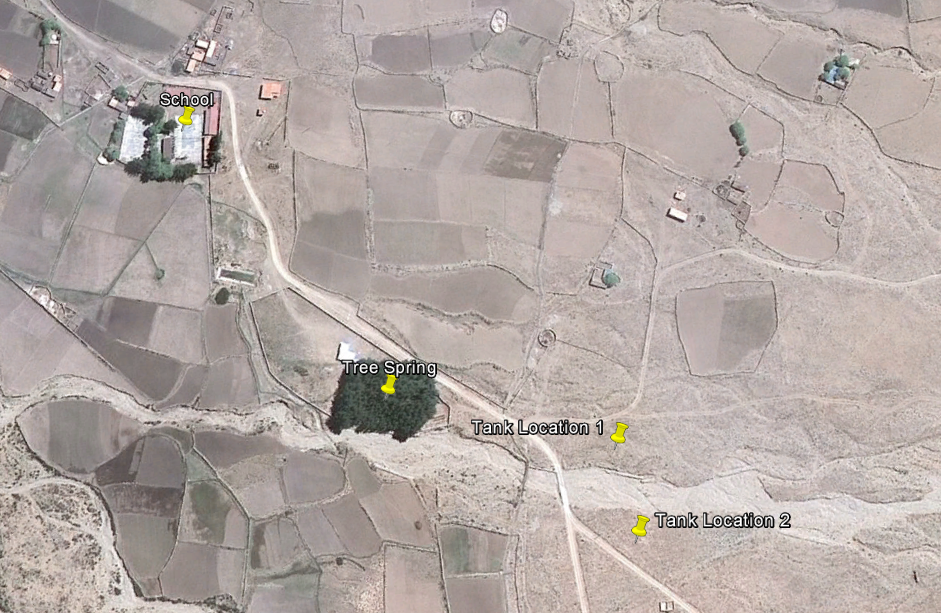 School
Tree Spring
Tank Location 1
Tank Location 2